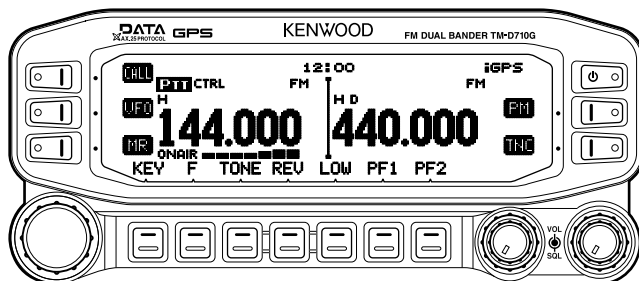 DATA GPS KENWOOD FM DUAL BANDER TM-D710G
AX.25 PROTOCOL
CALL 12:00 iGPS
PTT CTRL FM FM
VFO H H D PM
144.000 440.000
MR ONAIR TNC
KEY F TONE REV LOW PF1 PF2
VOL
SQL